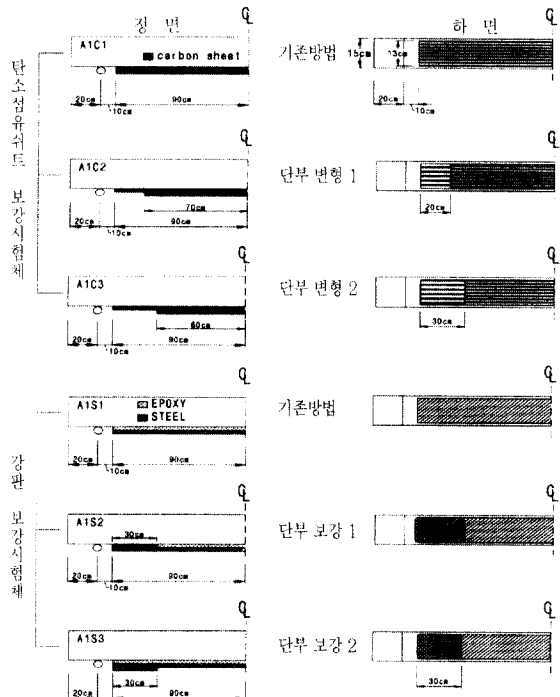 정 면
하 면
탄소섬유쉬트 보강시험체
A1C1
carbon sheet
20cm
10cm
90cm
기존방법
15cm
13cm
20cm
10cm
A1C2
70cm
20cm
10cm
90cm
단부 변형 1
20cm
A1C3
60cm
20cm
10cm
90cm
단부 변형 2
30cm
강판 보강시험체
A1S1
EPOXY
STEEL
20cm
10cm
90cm
기존방법
A1S2
30cm
20cm
10cm
90cm
단부 보강 1
A1S3
30cm
20cm
90cm
단부 보강 2
30cm